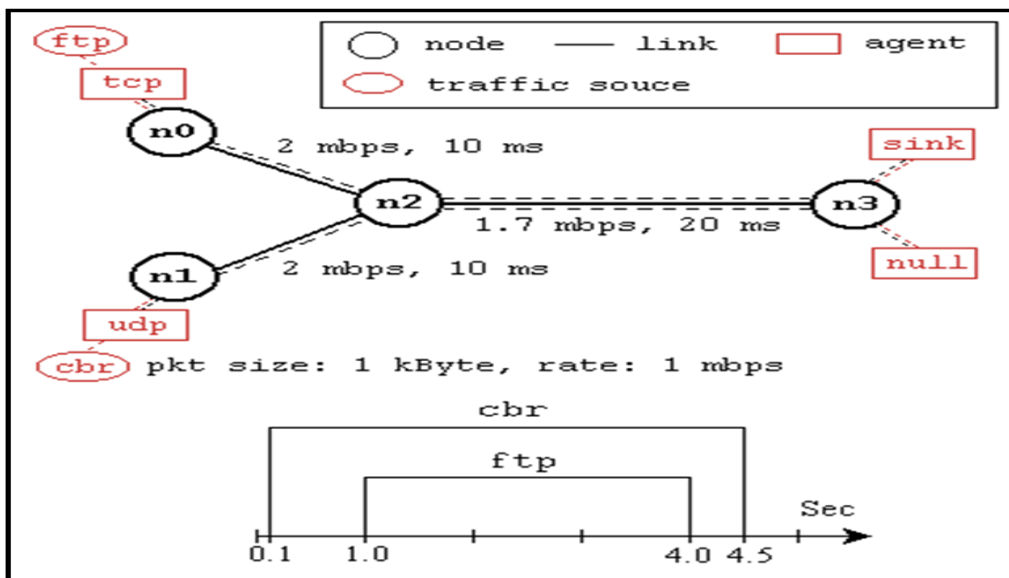 ftp
node link agent
tcp
traffic souce
n0
2 mbps, 10 ms
sink
n2
n3
1.7 mbps, 20 ms
n1
2 mbps, 10 ms
null
udp
cbr pkt size: 1 kByte, rate: 1 mbps
cbr
ftp
Sec
0.1 1.0 4.0 4.5